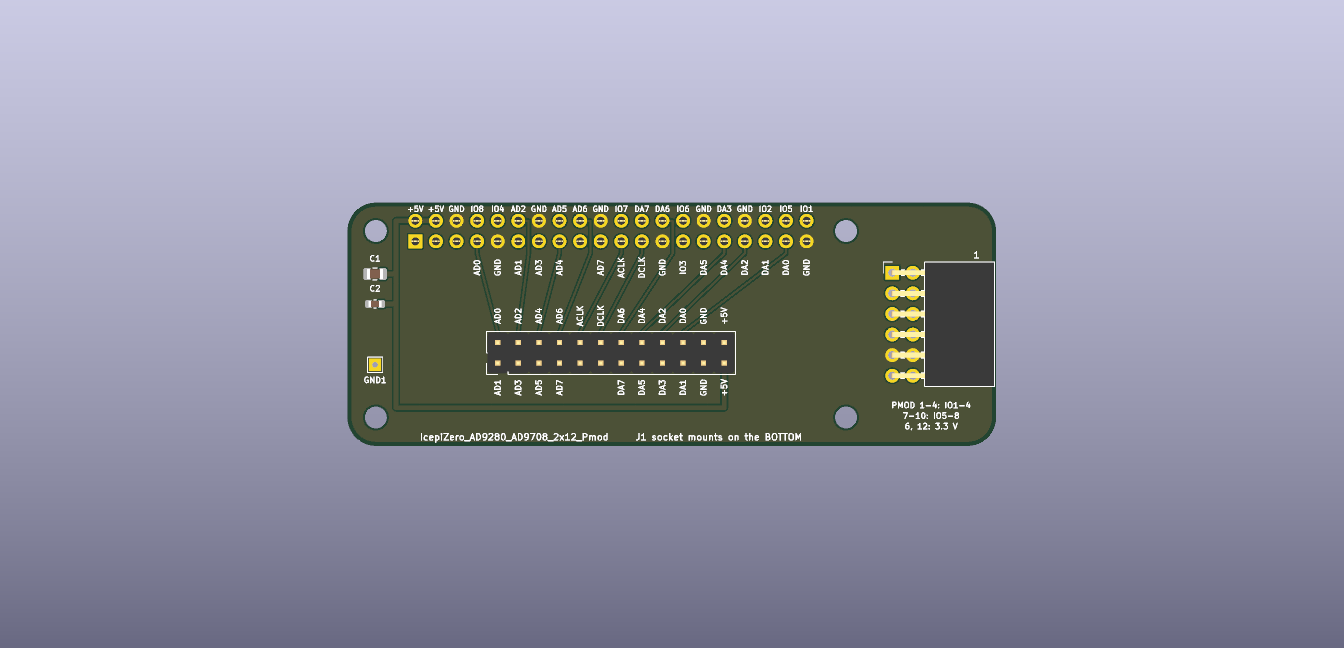 +5V +5V GND IO8 IO4 AD2 GND AD5 AD6 GND IO7 DA7 DA6 IO6 GND DA3 GND IO2 IO5 IO1
AD0 GND AD1 AD3 AD4 AD7 ACLK DCLK GND IO3 DA5 DA4 DA2 DA1 DA0 GND
C1
1
C2
AD0 AD2 AD4 AD6 ACLK DCLK DA6 DA4 DA2 DA0 GND +5V
GND1
AD1 AD3 AD5 AD7 DA7 DA5 DA3 DA1 GND +5V
PMOD 1-4: IO1-4
7-10: IO5-8
6, 12: 3.3 V
IcepiZero_AD9280_AD9708_2x12_Pmod
J1 socket mounts on the BOTTOM